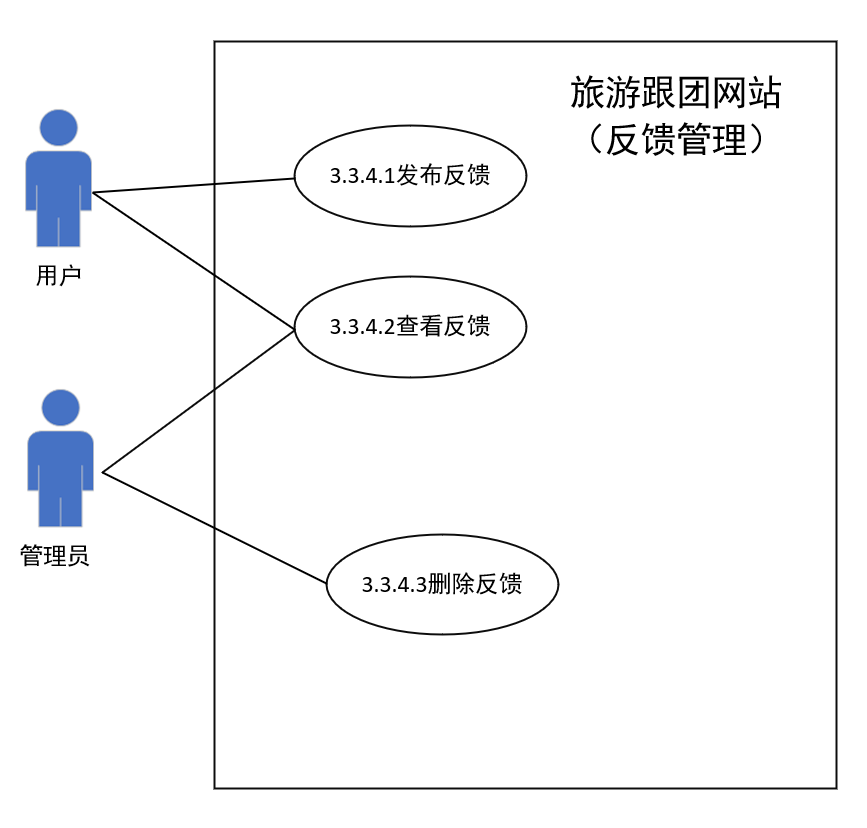 旅游跟团网站
（反馈管理）
3.3.4.1发布反馈
用户
3.3.4.2查看反馈
管理员
3.3.4.3删除反馈